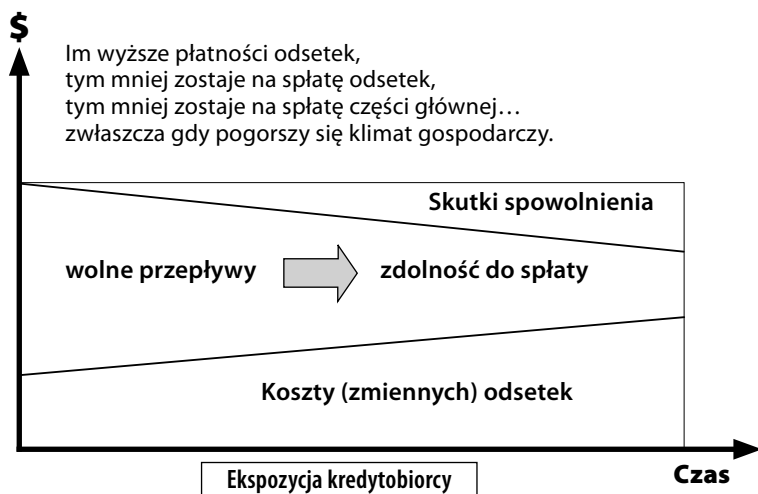 $
Im wyższe płatności odsetek,
tym mniej zostaje na spłatę odsetek,
tym mniej zostaje na spłatę części głównej…
zwłaszcza gdy pogorszy się klimat gospodarczy.
Skutki spowolnienia
wolne przepływy
zdolność do spłaty
Koszty (zmiennych) odsetek
Ekspozycja kredytobiorcy
Czas